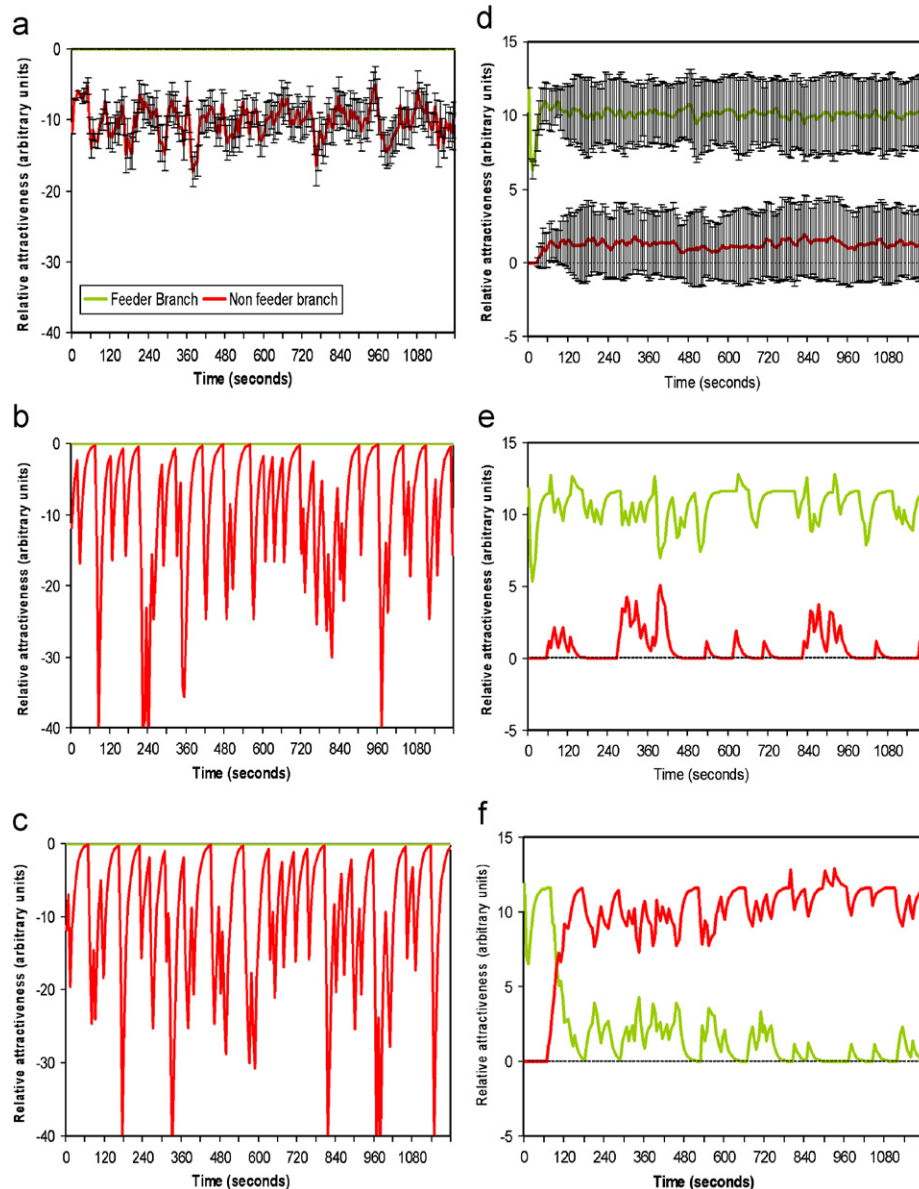 a
Relative attractiveness (arbitrary units)
0
-10
-20
-30
-40
Feeder Branch
Non feeder branch
0 120 240 360 480 600 720 840 960 1080
Time (seconds)
d
Relative attractiveness (arbitrary units)
15
10
5
0
-5
0 120 240 360 480 600 720 840 960 1080
Time (seconds)
b
Relative attractiveness (arbitrary units)
0
-10
-20
-30
-40
0 120 240 360 480 600 720 840 960 1080
Time (seconds)
e
Relative attractiveness (arbitrary units)
15
10
5
0
-5
0 120 240 360 480 600 720 840 960 1080
Time (seconds)
c
Relative attractiveness (arbitrary units)
0
-10
-20
-30
-40
0 120 240 360 480 600 720 840 960 1080
Time (seconds)
f
Relative attractiveness (arbitrary units)
15
10
5
0
-5
0 120 240 360 480 600 720 840 960 1080
Time (seconds)